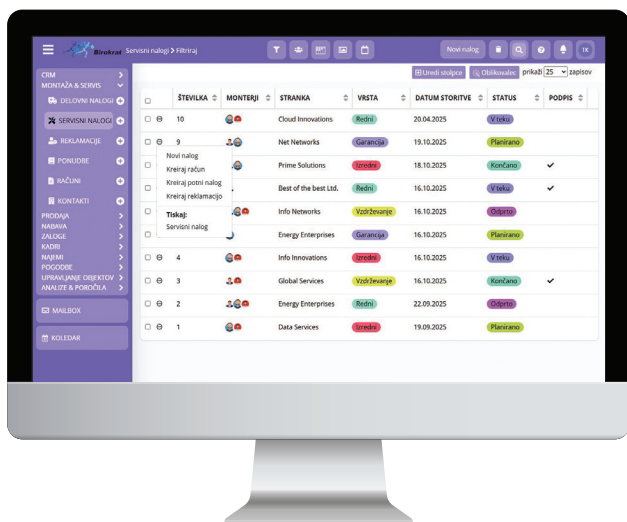 Birokrat Servisni nalogi > Filtriraj Novi nalog TK
Uredi stolpce Oblikovalec prikaži 25 zapisov
CRM
MONTAŽA & SERVIS
DELOVNI NALOGI
SERVISNI NALOGI
REKLAMACIJE
PONUDBE
RAČUNI
KONTAKTI
PRODAJA
NABAVA
ZALOGE
KADRI
NAJEMI
POGODBE
UPRAVLJANJE OBJEKTOV
ANALIZE & POROČILA
MAILBOX
KOLEDAR
ŠTEVILKA MONTERJI STRANKA VRSTA DATUM STORITVE STATUS PODPIS
10 Cloud Innovations Redni 20.04.2025 V teku
9 Net Networks Garancija 19.10.2025 Planirano
Prime Solutions Izredni 18.10.2025 Končano
Best of the best Ltd. Redni 16.10.2025 V teku
Info Networks Vzdrževanje 16.10.2025 Odprto
Energy Enterprises Garancija 16.10.2025 Planirano
4 Info Innovations Izredni 16.10.2025 V teku
3 Global Services Vzdrževanje 16.10.2025 Končano
2 Energy Enterprises Redni 22.09.2025 Odprto
1 Data Services Izredni 19.09.2025 Planirano
Novi nalog
Kreiraj račun
Kreiraj potni nalog
Kreiraj reklamacijo
Tiskaj:
Servisni nalog